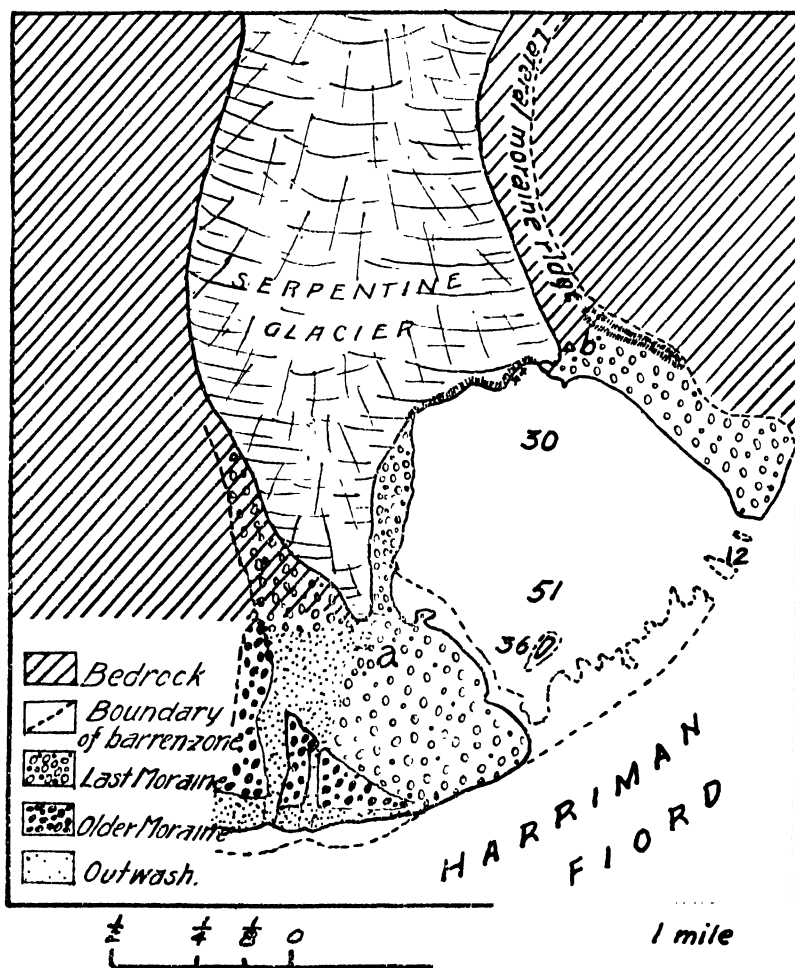 Lateral moraine ridge
SERPENTINE
GLACIER
b
30
12
51
36
a
Bedrock
Boundary
of barren zone
Last Moraine
Older Moraine
Outwash.
HARRIMAN
FIORD
1/2 1/4 1/8 0 1 mile